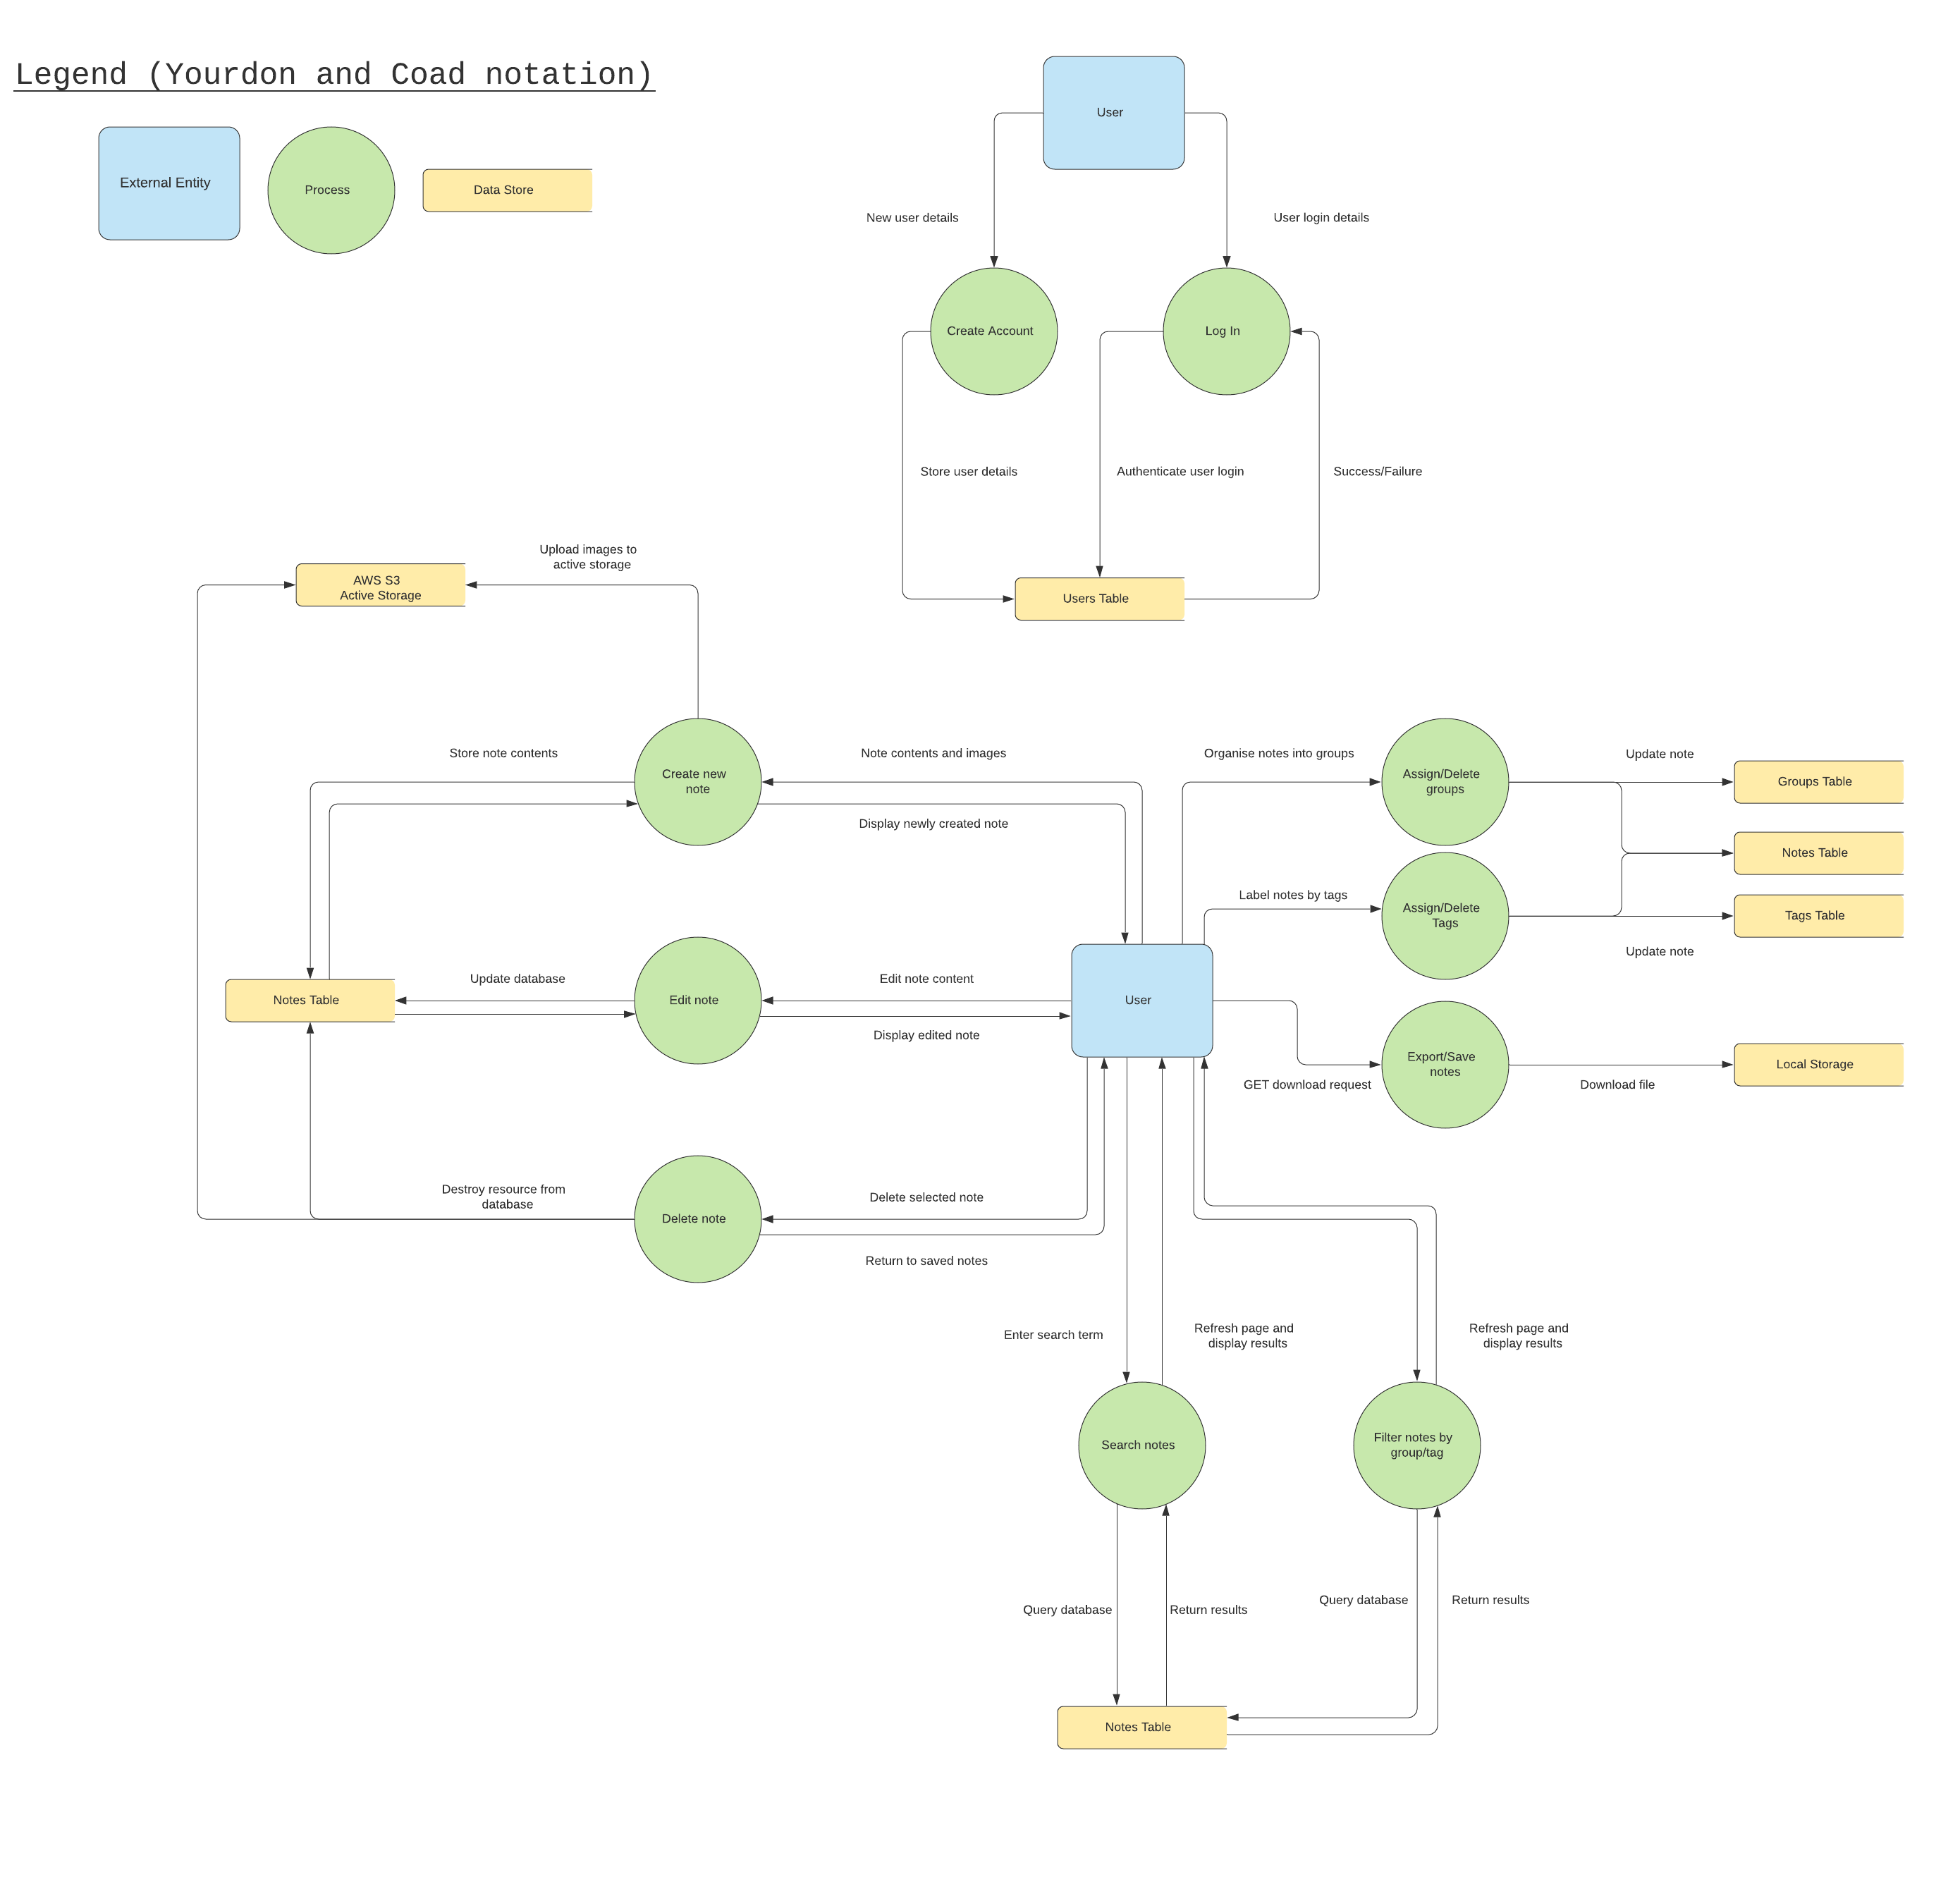 Legend (Yourdon and Coad notation)
External Entity
Process
Data Store
User
New user details
User login details
Create Account
Log In
Store user details
Authenticate user login
Success/Failure
Users Table
Upload images to
active storage
AWS S3
Active Storage
Store note contents
Create new
note
Note contents and images
Display newly created note
Organise notes into groups
Assign/Delete
groups
Update note
Groups Table
Notes Table
Label notes by tags
Assign/Delete
Tags
Tags Table
Update note
Notes Table
Update database
Edit note
Edit note content
Display edited note
User
GET download request
Export/Save
notes
Download file
Local Storage
Destroy resource from
database
Delete note
Delete selected note
Return to saved notes
Enter search term
Refresh page and
display results
Refresh page and
display results
Search notes
Filter notes by
group/tag
Query database
Return results
Query database
Return results
Notes Table